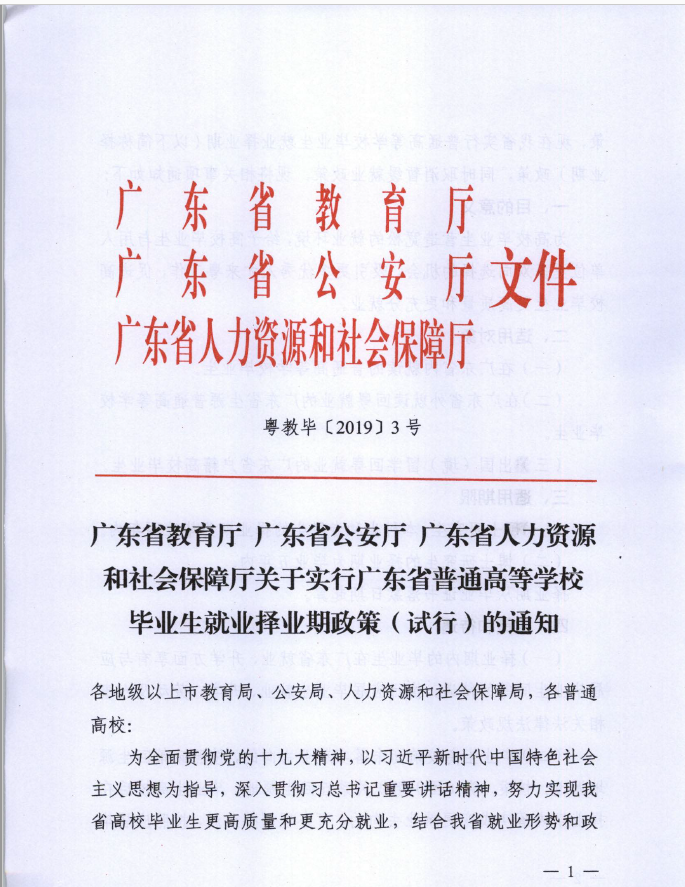 广东省教育厅
广东省公安厅 文件
广东省人力资源和社会保障厅
粤教毕〔2019〕3号
广东省教育厅 广东省公安厅 广东省人力资源
和社会保障厅关于实行广东省普通高等学校
毕业生就业择业期政策（试行）的通知
各地级以上市教育局、公安局、人力资源和社会保障局，各普通
高校：
为全面贯彻党的十九大精神，以习近平新时代中国特色社会
主义思想为指导，深入贯彻习总书记重要讲话精神，努力实现我
省高校毕业生更高质量和更充分就业，结合我省就业形势和政
— 1 —